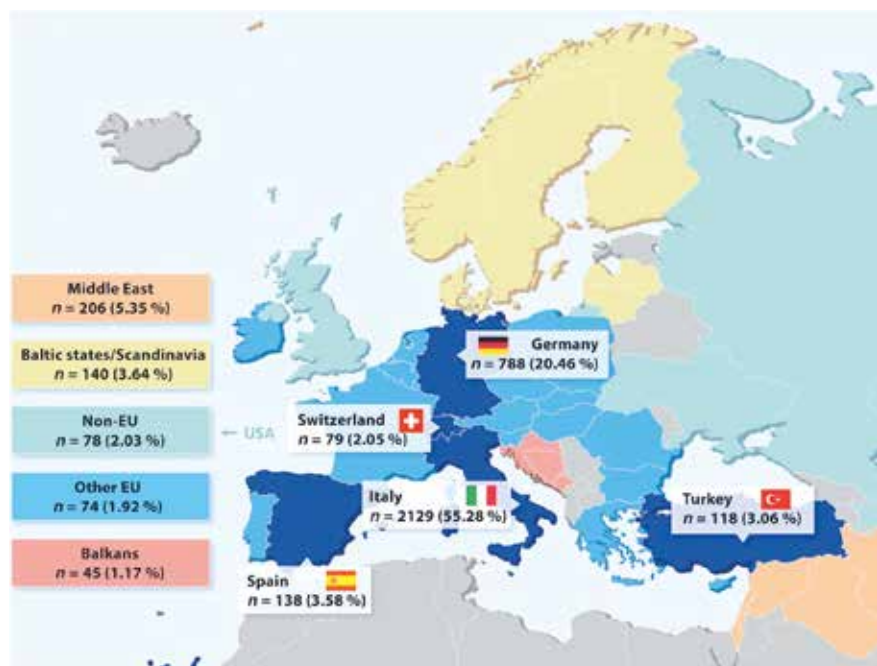 Middle East
n = 206 (5.35 %)
Baltic states/Scandinavia
n = 140 (3.64 %)
Non-EU
n = 78 (2.03 %)
← USA
Other EU
n = 74 (1.92 %)
Balkans
n = 45 (1.17 %)
Germany
n = 788 (20.46 %)
Switzerland
n = 79 (2.05 %)
Italy
n = 2129 (55.28 %)
Turkey
n = 118 (3.06 %)
Spain
n = 138 (3.58 %)